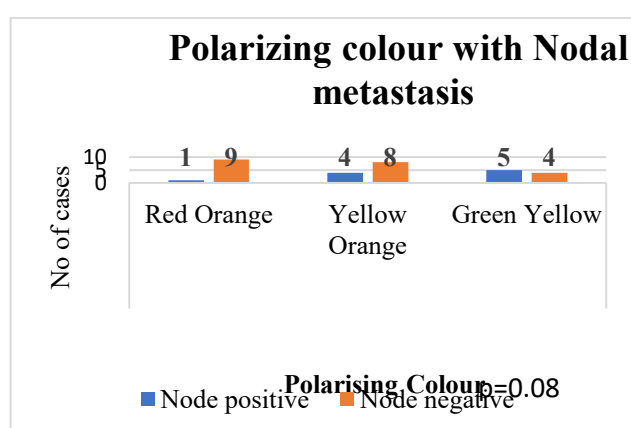 Polarizing colour with Nodal
metastasis
No of cases
10
5
0
1 9 4 8 5 4
Red Orange Yellow Green Yellow
Orange
Polarising Colour p=0.08
Node positive Node negative